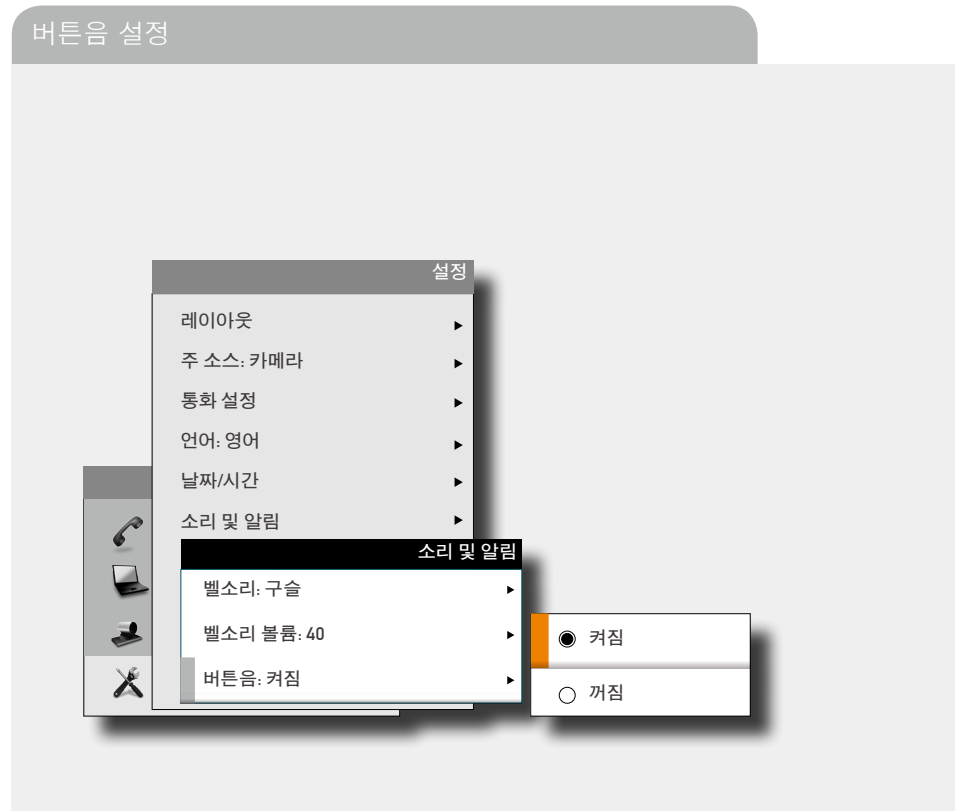 버튼음 설정
설정
레이아웃
주 소스: 카메라
통화 설정
언어: 영어
날짜/시간
소리 및 알림
소리 및 알림
벨소리: 구슬
벨소리 볼륨: 40
버튼음: 켜짐
켜짐
꺼짐